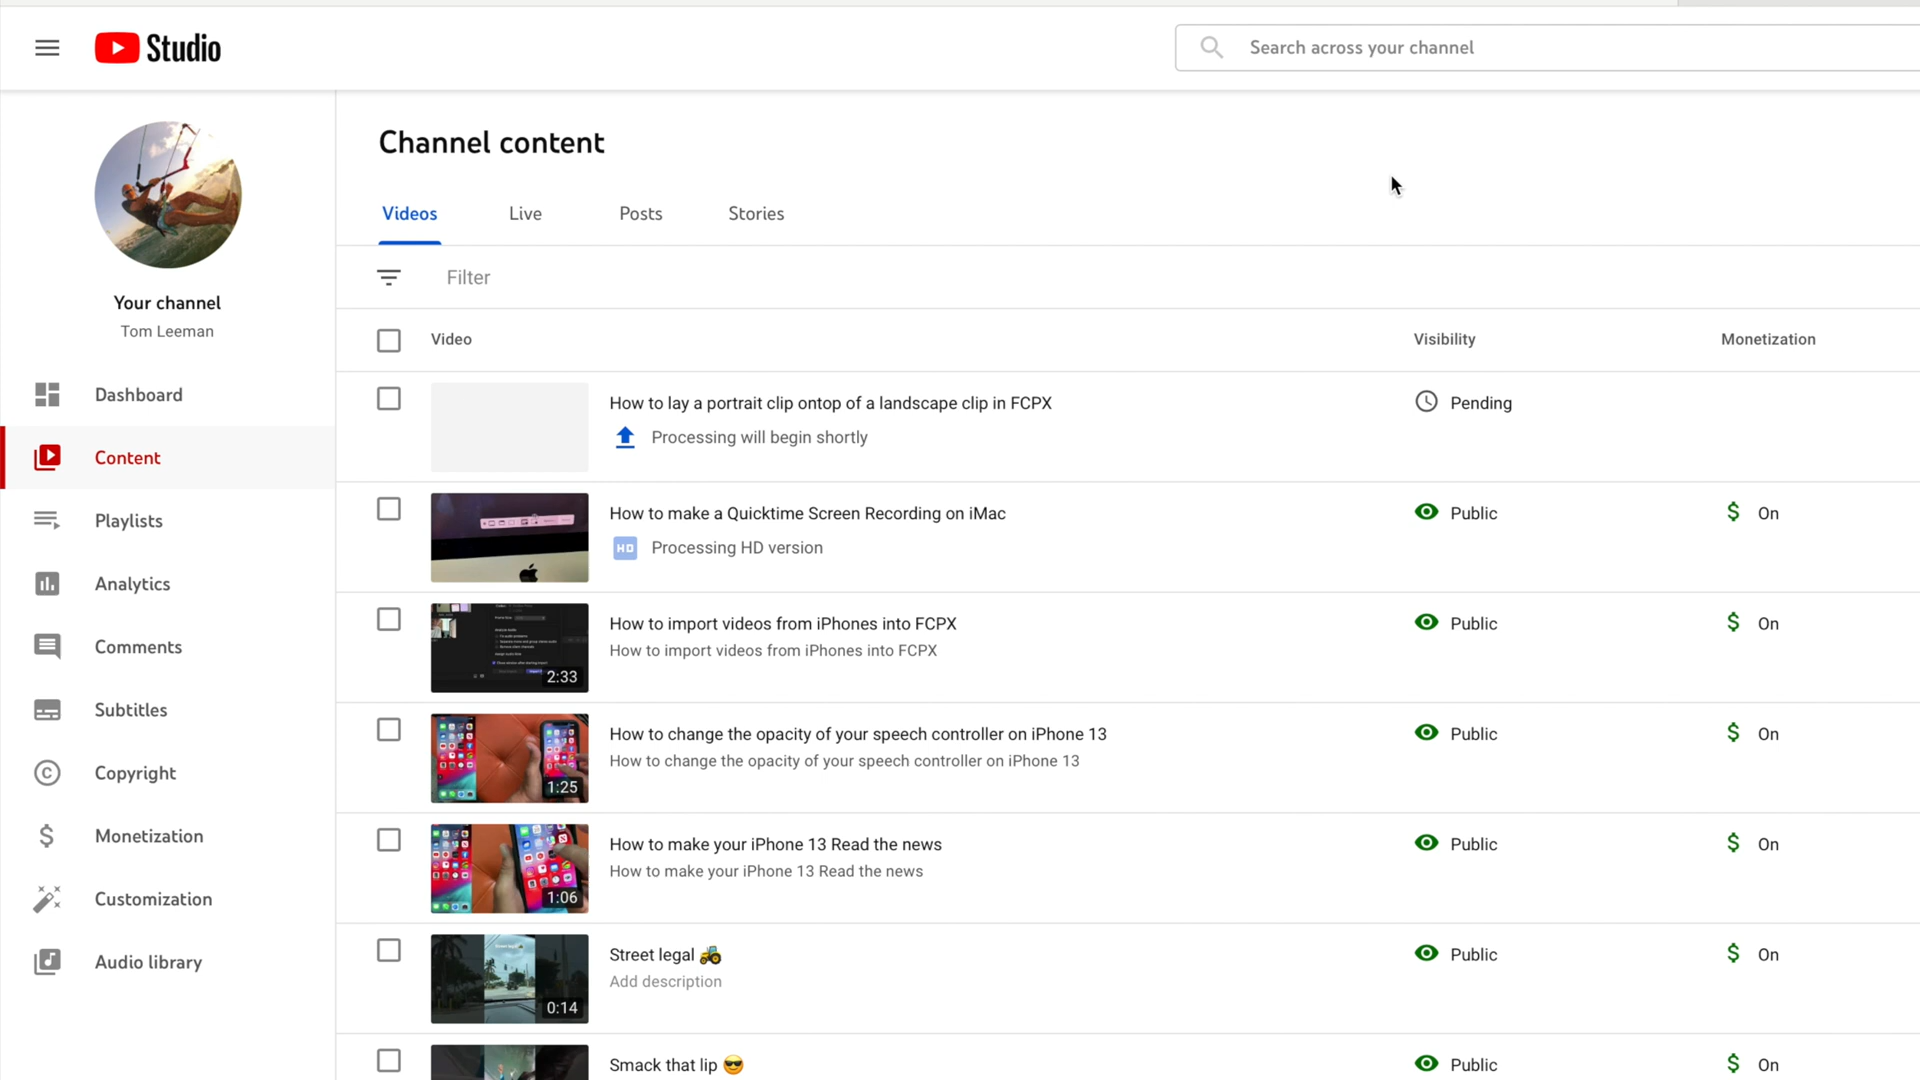 Studio
Search across your channel
Your channel
Tom Leeman
Dashboard
Content
Playlists
Analytics
Comments
Subtitles
Copyright
Monetization
Customization
Audio library
Channel content
Videos Live Posts Stories
Filter
Video Visibility Monetization
How to lay a portrait clip ontop of a landscape clip in FCPX Pending
Processing will begin shortly
How to make a Quicktime Screen Recording on iMac Public $ On
HD Processing HD version
How to import videos from iPhones into FCPX Public $ On
How to import videos from iPhones into FCPX
2:33
How to change the opacity of your speech controller on iPhone 13 Public $ On
How to change the opacity of your speech controller on iPhone 13
1:25
How to make your iPhone 13 Read the news Public $ On
How to make your iPhone 13 Read the news
1:06
Street legal 🚜 Public $ On
Add description
0:14
Smack that lip 😎 Public $ On